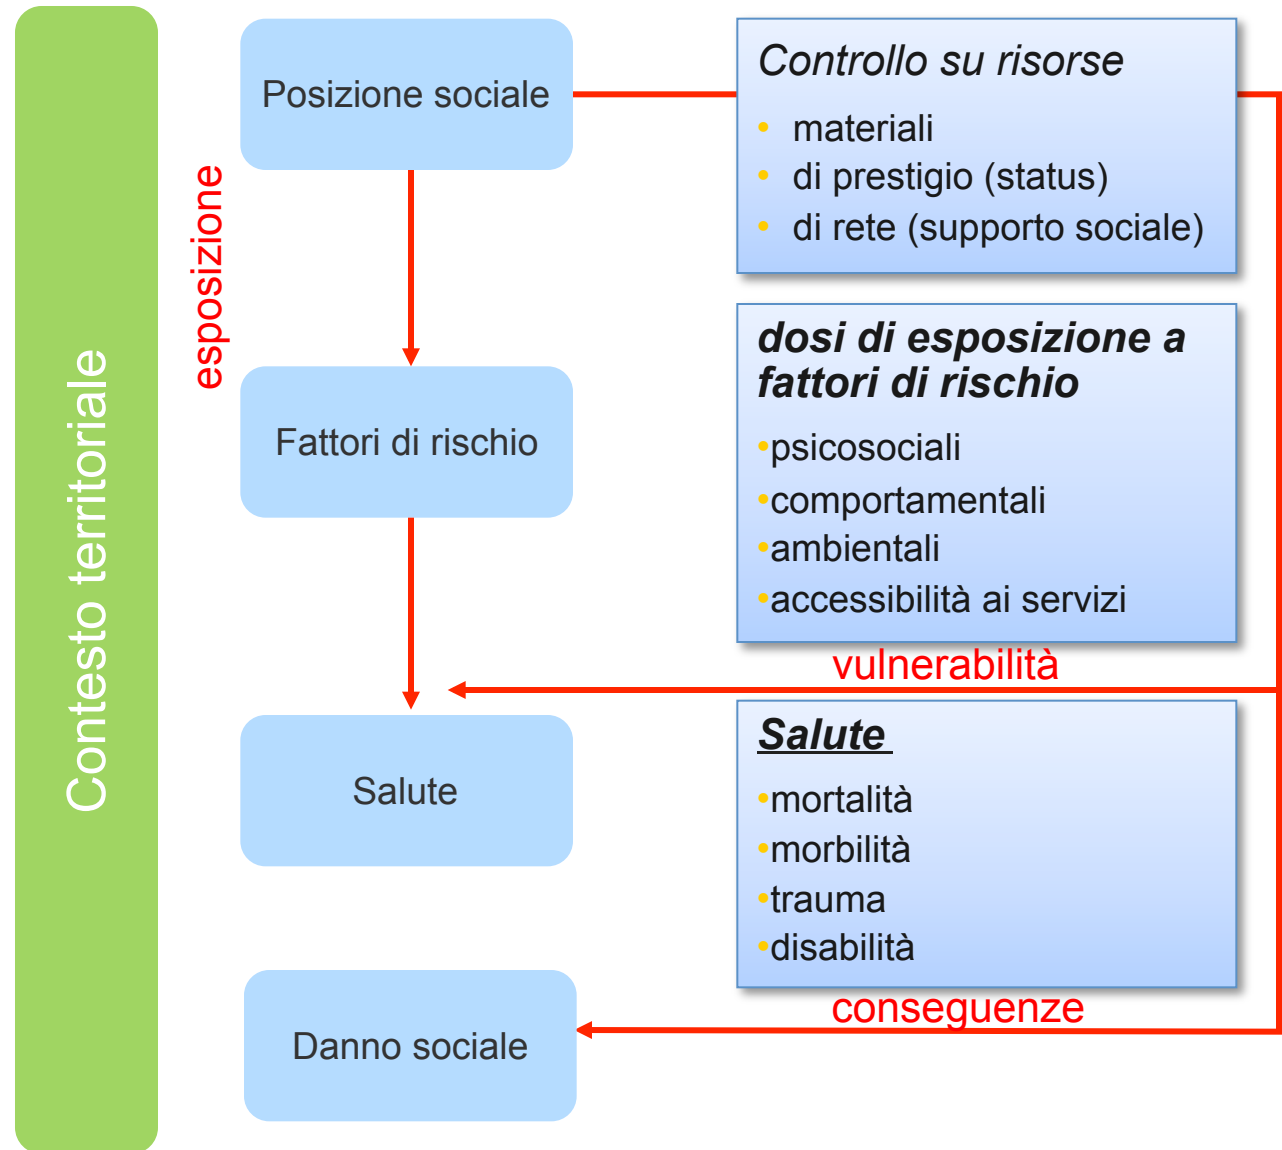 Contesto territoriale
Posizione sociale
esposizione
Fattori di rischio
Salute
Danno sociale
Controllo su risorse
• materiali
• di prestigio (status)
• di rete (supporto sociale)
dosi di esposizione a
fattori di rischio
•psicosociali
•comportamentali
•ambientali
•accessibilità ai servizi
vulnerabilità
Salute
•mortalità
•morbilità
•trauma
•disabilità
conseguenze